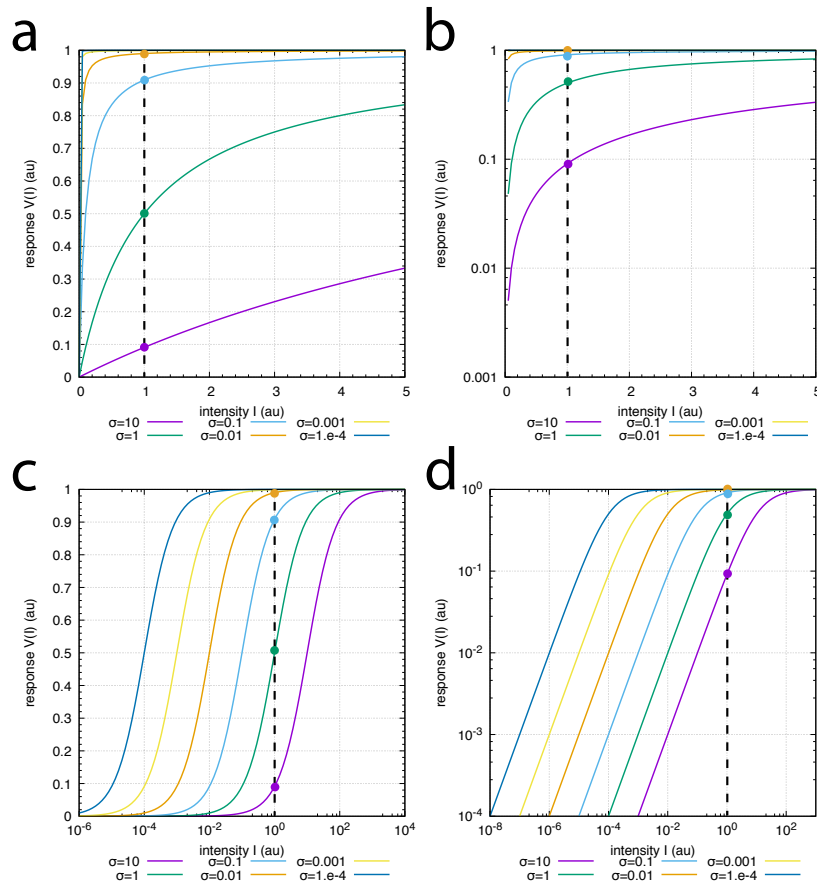 a
1
0.9
0.8
0.7
0.6
0.5
0.4
0.3
0.2
0.1
0
response V(I) (au)
0 1 2 3 4 5
intensity I (au)
σ=10 σ=0.1 σ=0.001
σ=1 σ=0.01 σ=1.e-4
b
1
0.1
0.01
0.001
response V(I) (au)
0 1 2 3 4 5
intensity I (au)
σ=10 σ=0.1 σ=0.001
σ=1 σ=0.01 σ=1.e-4
c
1
0.9
0.8
0.7
0.6
0.5
0.4
0.3
0.2
0.1
0
response V(I) (au)
10⁻⁶ 10⁻⁴ 10⁻² 10⁰ 10² 10⁴
intensity I (au)
σ=10 σ=0.1 σ=0.001
σ=1 σ=0.01 σ=1.e-4
d
10⁰
10⁻¹
10⁻²
10⁻³
10⁻⁴
response V(I) (au)
10⁻⁸ 10⁻⁶ 10⁻⁴ 10⁻² 10⁰ 10²
intensity I (au)
σ=10 σ=0.1 σ=0.001
σ=1 σ=0.01 σ=1.e-4